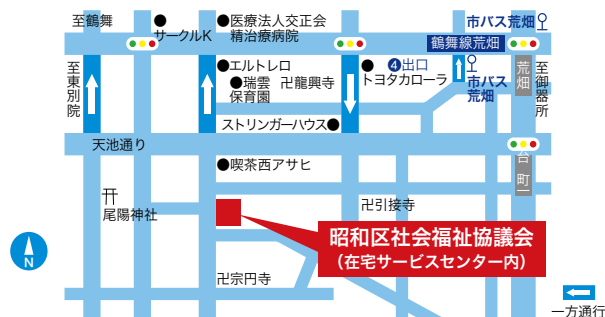 至鶴舞
●
サークルK
●医療法人交正会
精治寮病院
市バス荒畑
鶴舞線荒畑
至東別院
●エルトレロ
●瑞雲
保育園
卍龍興寺
●
トヨタカローラ
❹出口
市バス
荒畑
荒畑
至御器所
ストリンガーハウス●
天池通り
●喫茶西アサヒ
台町
尾陽神社
卍引接寺
昭和区社会福祉協議会
（在宅サービスセンター内）
N
卍宗円寺
一方通行